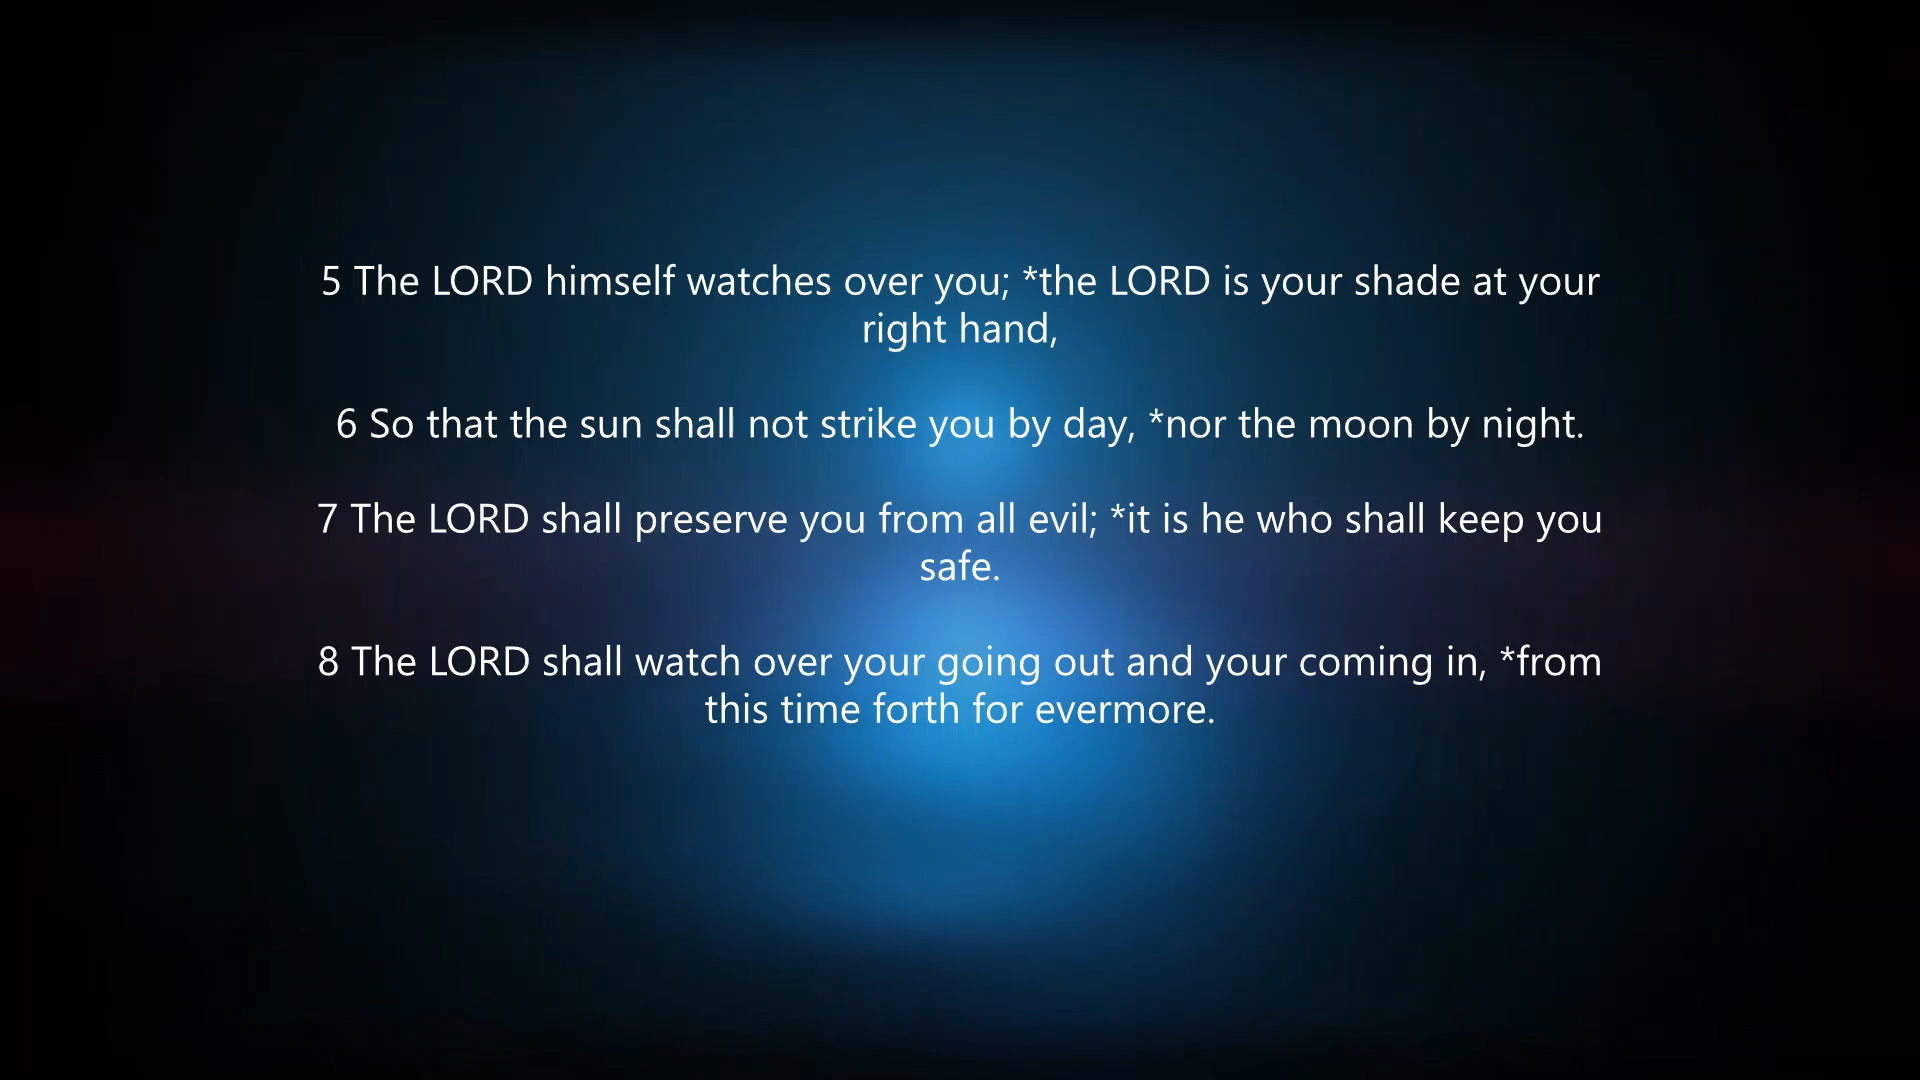 5 The LORD himself watches over you; *the LORD is your shade at your
right hand,
6 So that the sun shall not strike you by day, *nor the moon by night.
7 The LORD shall preserve you from all evil; *it is he who shall keep you
safe.
8 The LORD shall watch over your going out and your coming in, *from
this time forth for evermore.